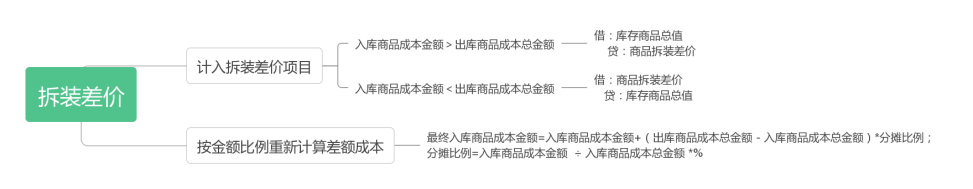 拆装差价
计入拆装差价项目
入库商品成本金额 > 出库商品成本总金额
借：库存商品总值
贷：商品拆装差价
入库商品成本金额 < 出库商品成本总金额
借：商品拆装差价
贷：库存商品总值
按金额比例重新计算差额成本
最终入库商品成本金额=入库商品成本金额+（出库商品成本总金额 - 入库商品成本总金额）*分摊比例；
分摊比例=入库商品成本金额 ÷ 入库商品成本总金额 *%